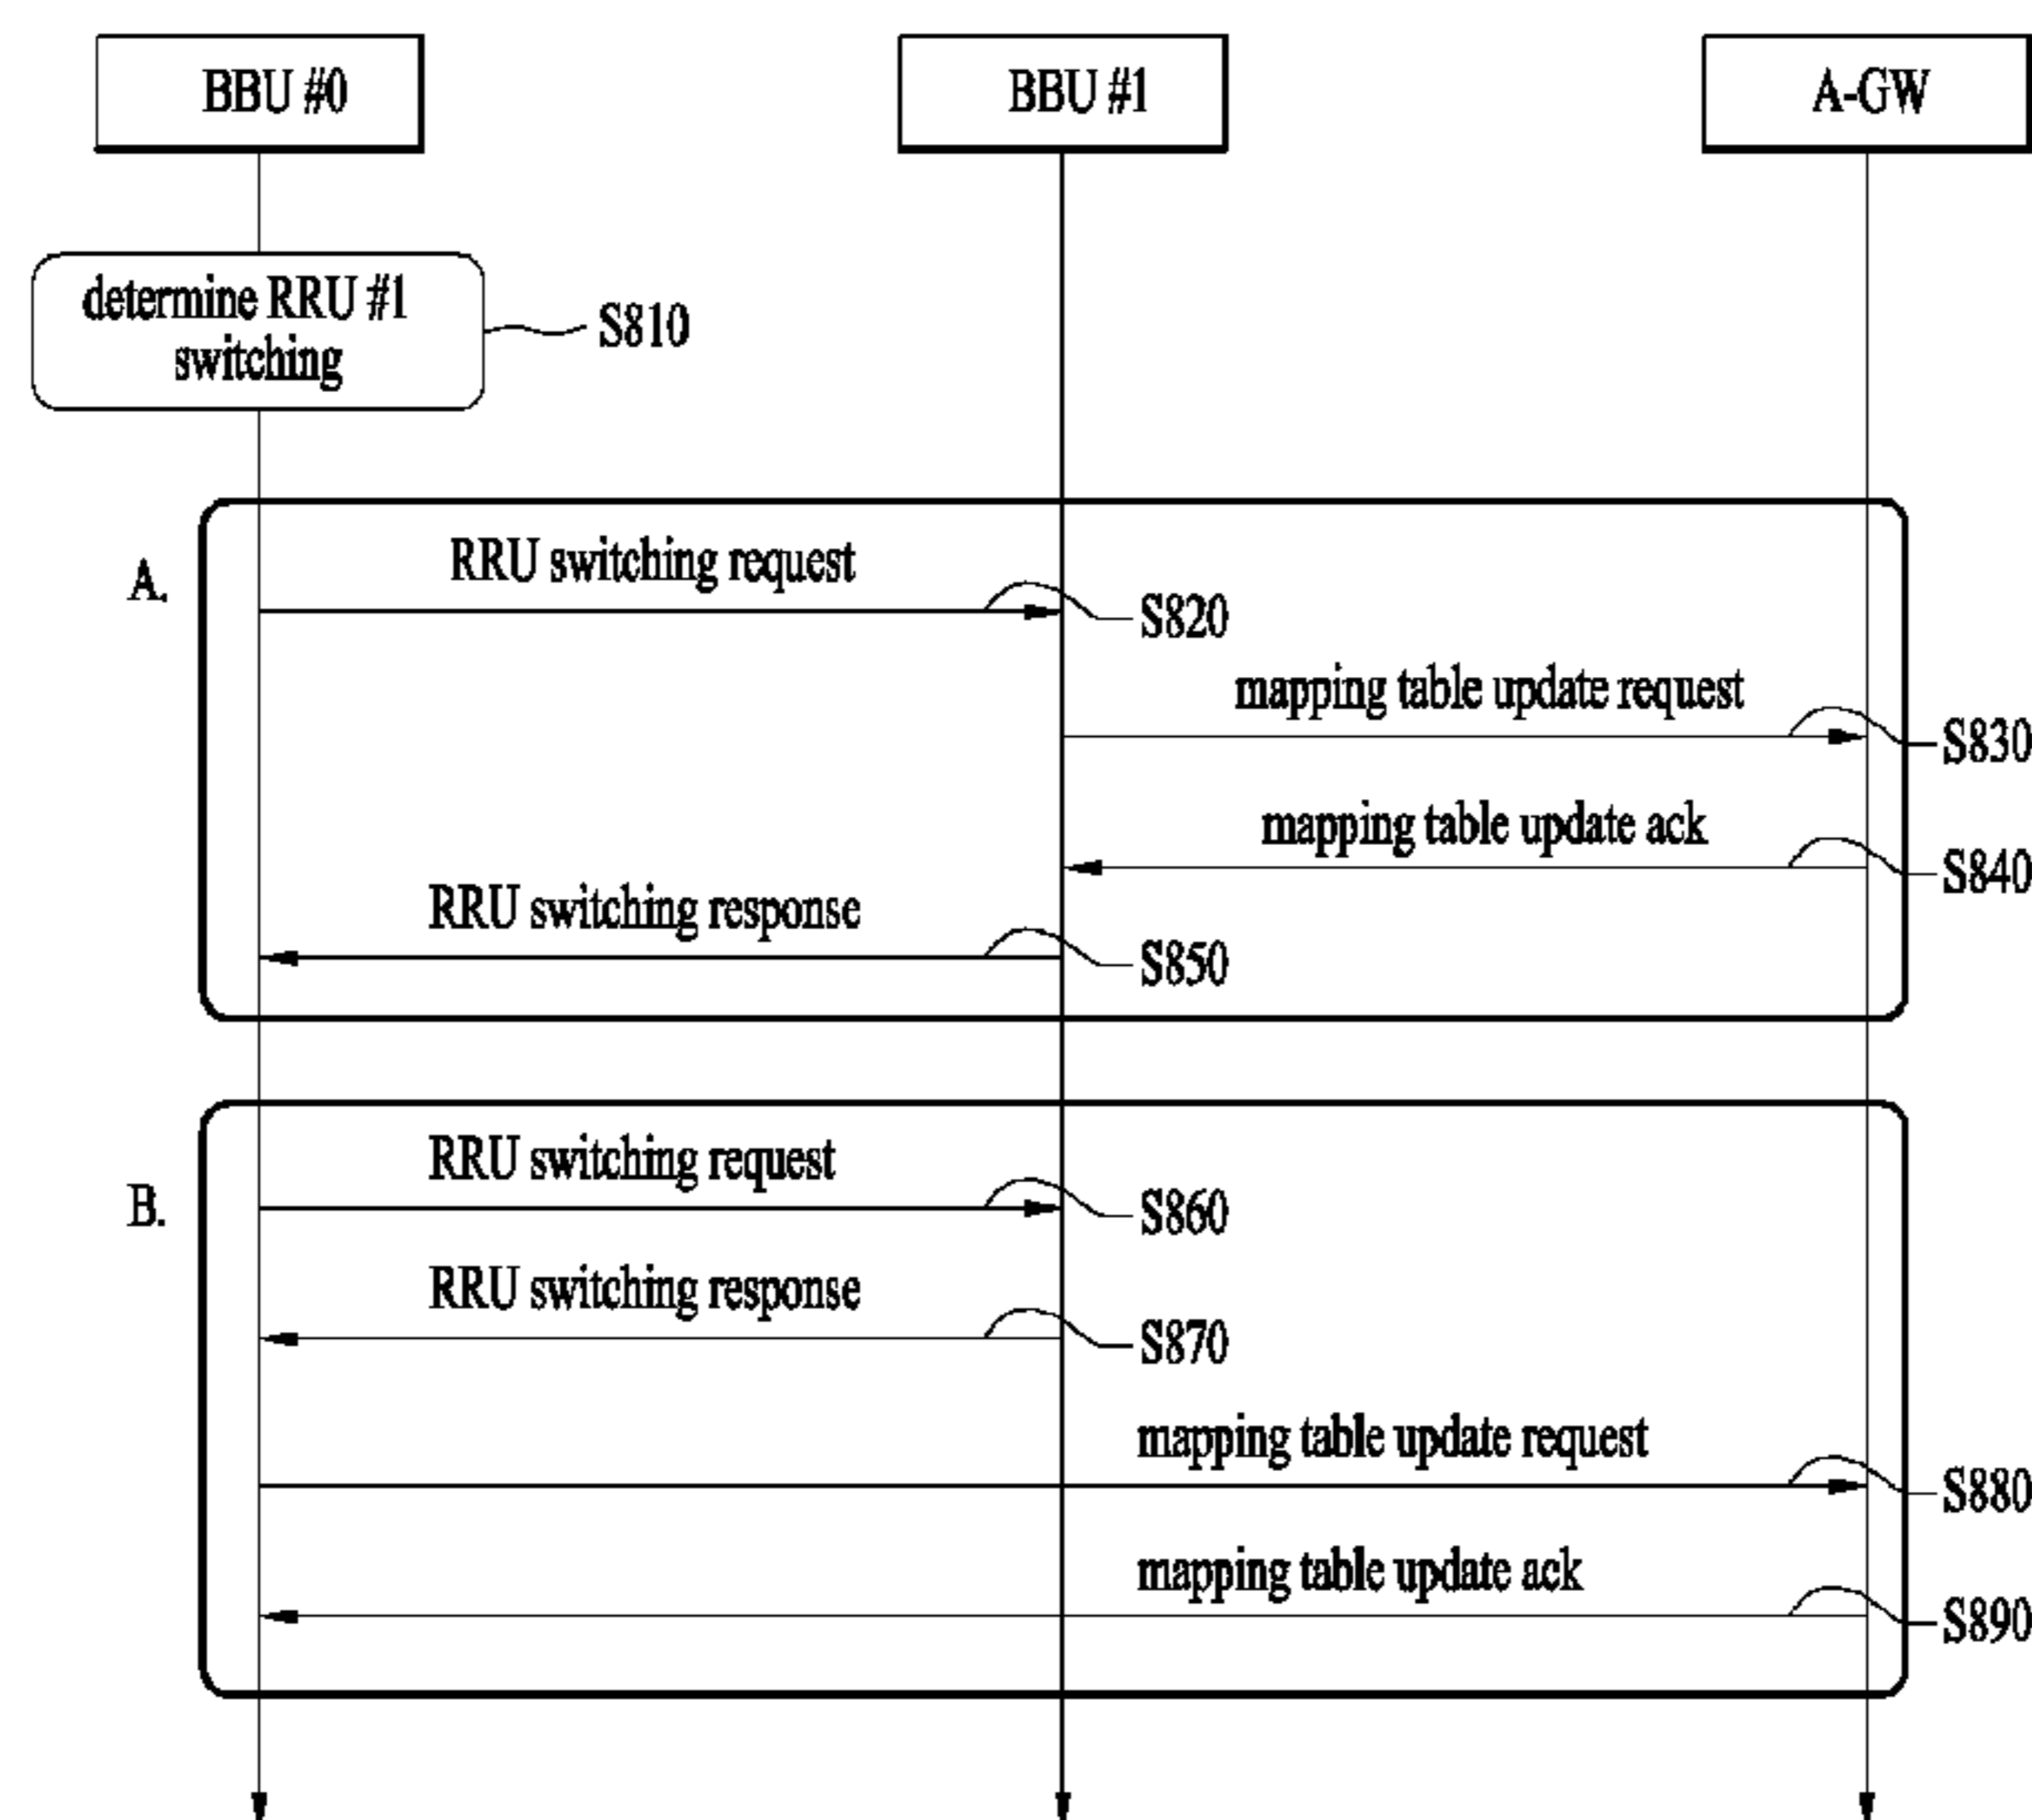 BBU #0
BBU #1
A-GW
determine RRU #1
switching
S810
A.
RRU switching request
S820
mapping table update request
S830
mapping table update ack
S840
RRU switching response
S850
B.
RRU switching request
S860
RRU switching response
S870
mapping table update request
S880
mapping table update ack
S890